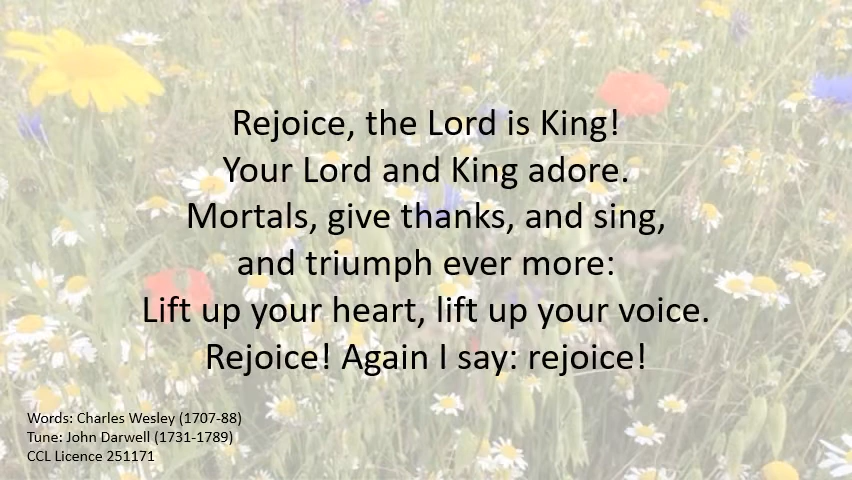 Rejoice, the Lord is King!
Your Lord and King adore.
Mortals, give thanks, and sing,
and triumph ever more:
Lift up your heart, lift up your voice.
Rejoice! Again I say: rejoice!
Words: Charles Wesley (1707-88)
Tune: John Darwell (1731-1789)
CCL Licence 251171